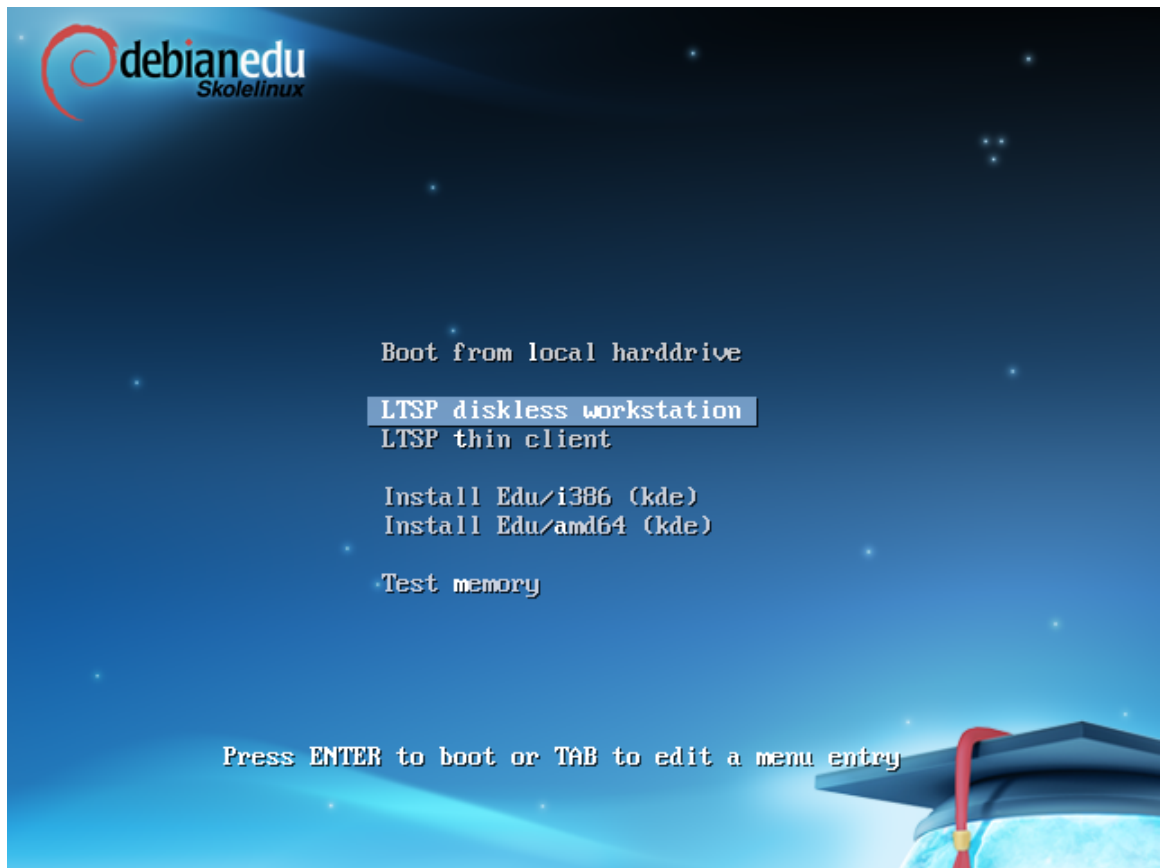 debianedu
Skolelinux
Boot from local harddrive
LTSP diskless workstation
LTSP thin client
Install Edu/i386 (kde)
Install Edu/amd64 (kde)
Test memory
Press ENTER to boot or TAB to edit a menu entry